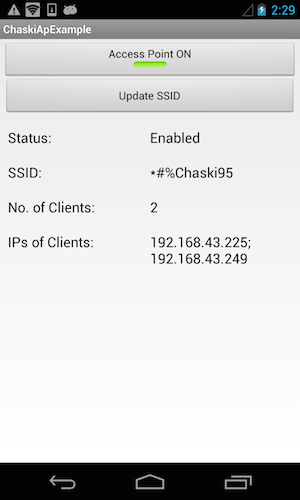 2:29
ChaskiApExample
Access Point ON
Update SSID
Status: Enabled
SSID: *#%Chaski95
No. of Clients: 2
IPs of Clients: 192.168.43.225;
192.168.43.249